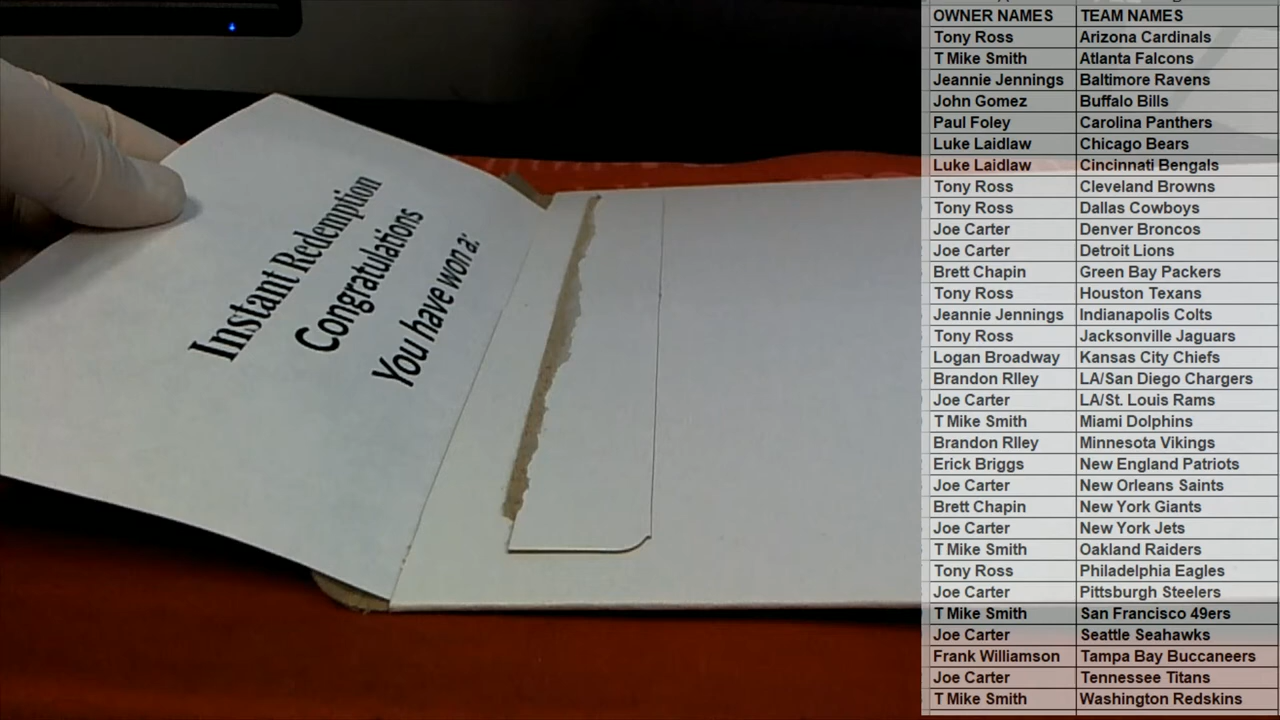 Instant Redemption
Congratulations
You have won a:
OWNER NAMES TEAM NAMES
Tony Ross Arizona Cardinals
T Mike Smith Atlanta Falcons
Jeannie Jennings Baltimore Ravens
John Gomez Buffalo Bills
Paul Foley Carolina Panthers
Luke Laidlaw Chicago Bears
Luke Laidlaw Cincinnati Bengals
Tony Ross Cleveland Browns
Tony Ross Dallas Cowboys
Joe Carter Denver Broncos
Joe Carter Detroit Lions
Brett Chapin Green Bay Packers
Tony Ross Houston Texans
Jeannie Jennings Indianapolis Colts
Tony Ross Jacksonville Jaguars
Logan Broadway Kansas City Chiefs
Brandon RIley LA/San Diego Chargers
Joe Carter LA/St. Louis Rams
T Mike Smith Miami Dolphins
Brandon RIley Minnesota Vikings
Erick Briggs New England Patriots
Joe Carter New Orleans Saints
Brett Chapin New York Giants
Joe Carter New York Jets
T Mike Smith Oakland Raiders
Tony Ross Philadelphia Eagles
Joe Carter Pittsburgh Steelers
T Mike Smith San Francisco 49ers
Joe Carter Seattle Seahawks
Frank Williamson Tampa Bay Buccaneers
Joe Carter Tennessee Titans
T Mike Smith Washington Redskins